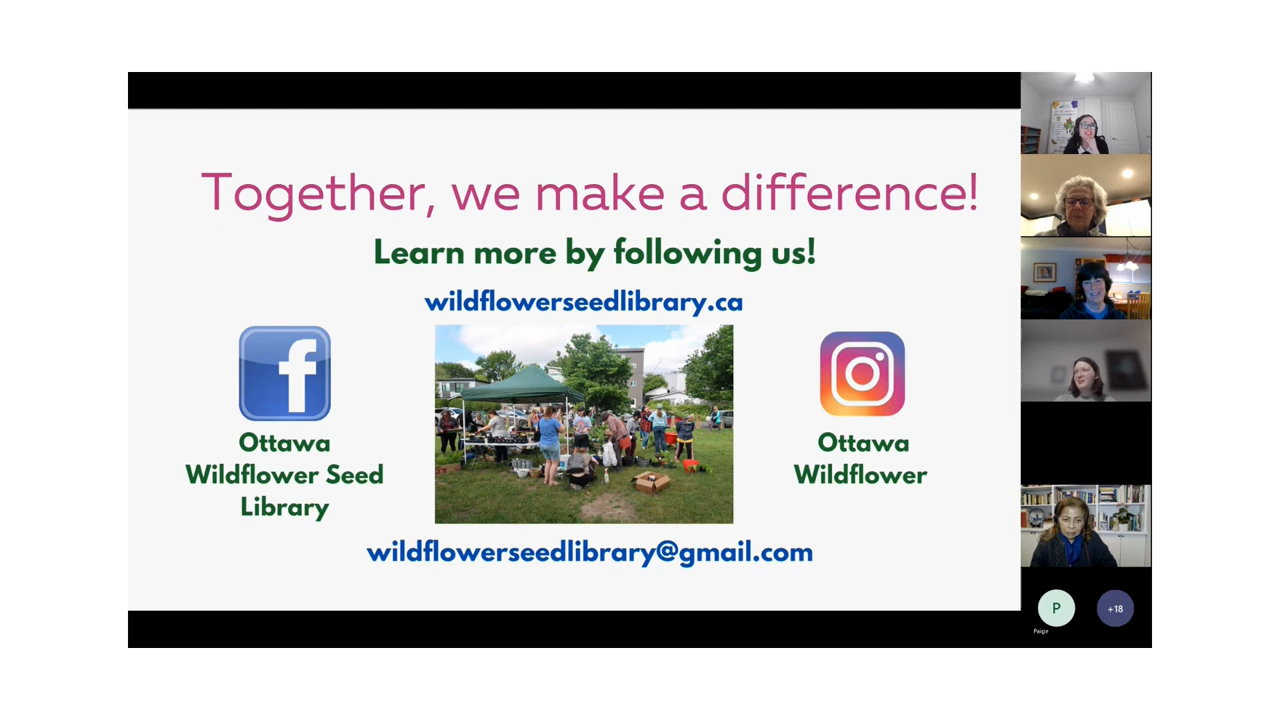 Together, we make a difference!
Learn more by following us!
wildflowerseedlibrary.ca
Ottawa
Wildflower Seed
Library
Ottawa
Wildflower
wildflowerseedlibrary@gmail.com
P
+18
Paige